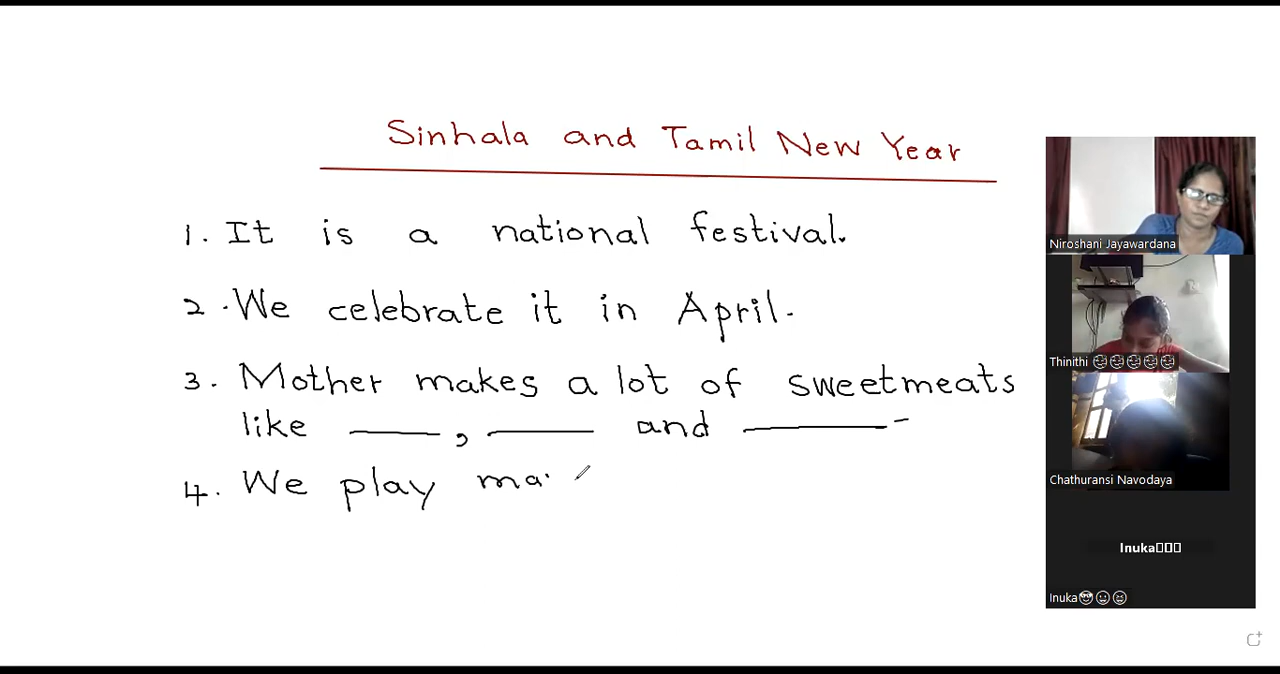 Sinhala and Tamil New Year
1. It is a national festival.
2. We celebrate it in April.
3. Mother makes a lot of sweetmeats
like ____, ____ and ____
4. We play ma
Niroshani Jayawardana
Thinithi
Chathuransi Navodaya
Inuka
Inuka